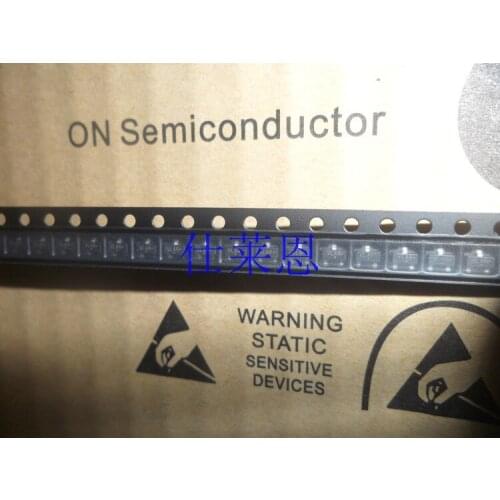 ON Semiconductor
仕莱恩
WARNING
STATIC
SENSITIVE
DEVICES